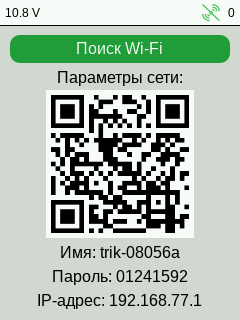 10.8 V 0
Поиск Wi-Fi
Параметры сети:
Имя: trik-08056a
Пароль: 01241592
IP-адрес: 192.168.77.1